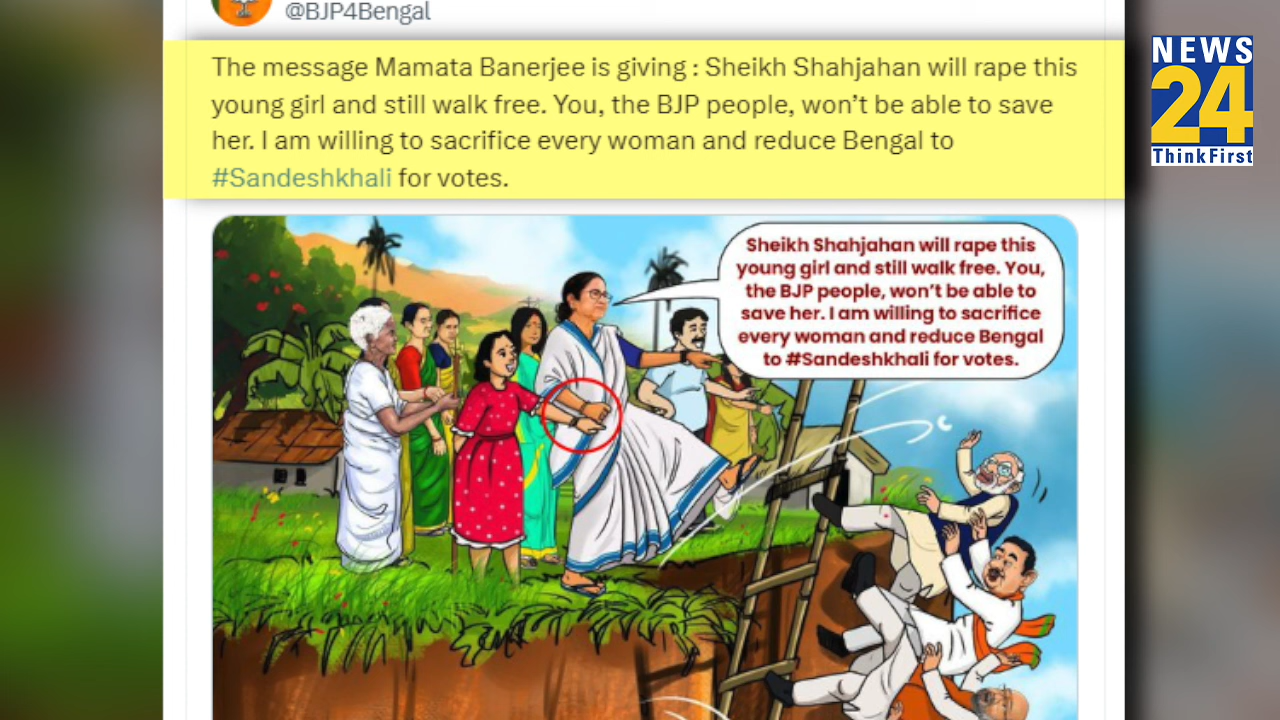 @BJP4Bengal
The message Mamata Banerjee is giving : Sheikh Shahjahan will rape this
young girl and still walk free. You, the BJP people, won’t be able to save
her. I am willing to sacrifice every woman and reduce Bengal to
#Sandeshkhali for votes.
Sheikh Shahjahan will rape this
young girl and still walk free. You,
the BJP people, won’t be able to
save her. I am willing to sacrifice
every woman and reduce Bengal
to #Sandeshkhali for votes.
NEWS
24
ThinkFirst